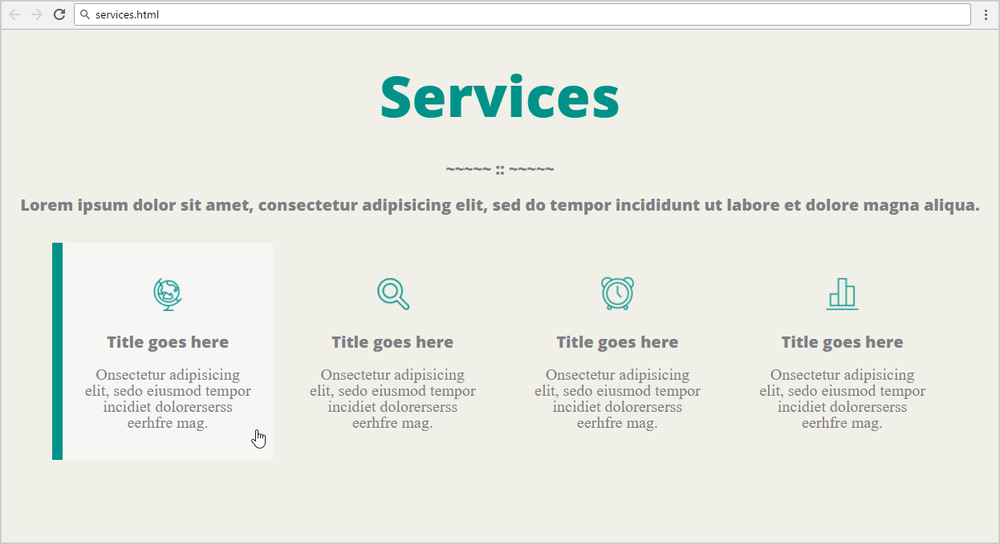 services.html
Services
~~~~~ :: ~~~~~
Lorem ipsum dolor sit amet, consectetur adipisicing elit, sed do tempor incididunt ut labore et dolore magna aliqua.
Title goes here
Onsectetur adipisicing
elit, sedo eiusmod tempor
incidiet dolorerserss
eerhfre mag.
Title goes here
Onsectetur adipisicing
elit, sedo eiusmod tempor
incidiet dolorerserss
eerhfre mag.
Title goes here
Onsectetur adipisicing
elit, sedo eiusmod tempor
incidiet dolorerserss
eerhfre mag.
Title goes here
Onsectetur adipisicing
elit, sedo eiusmod tempor
incidiet dolorerserss
eerhfre mag.